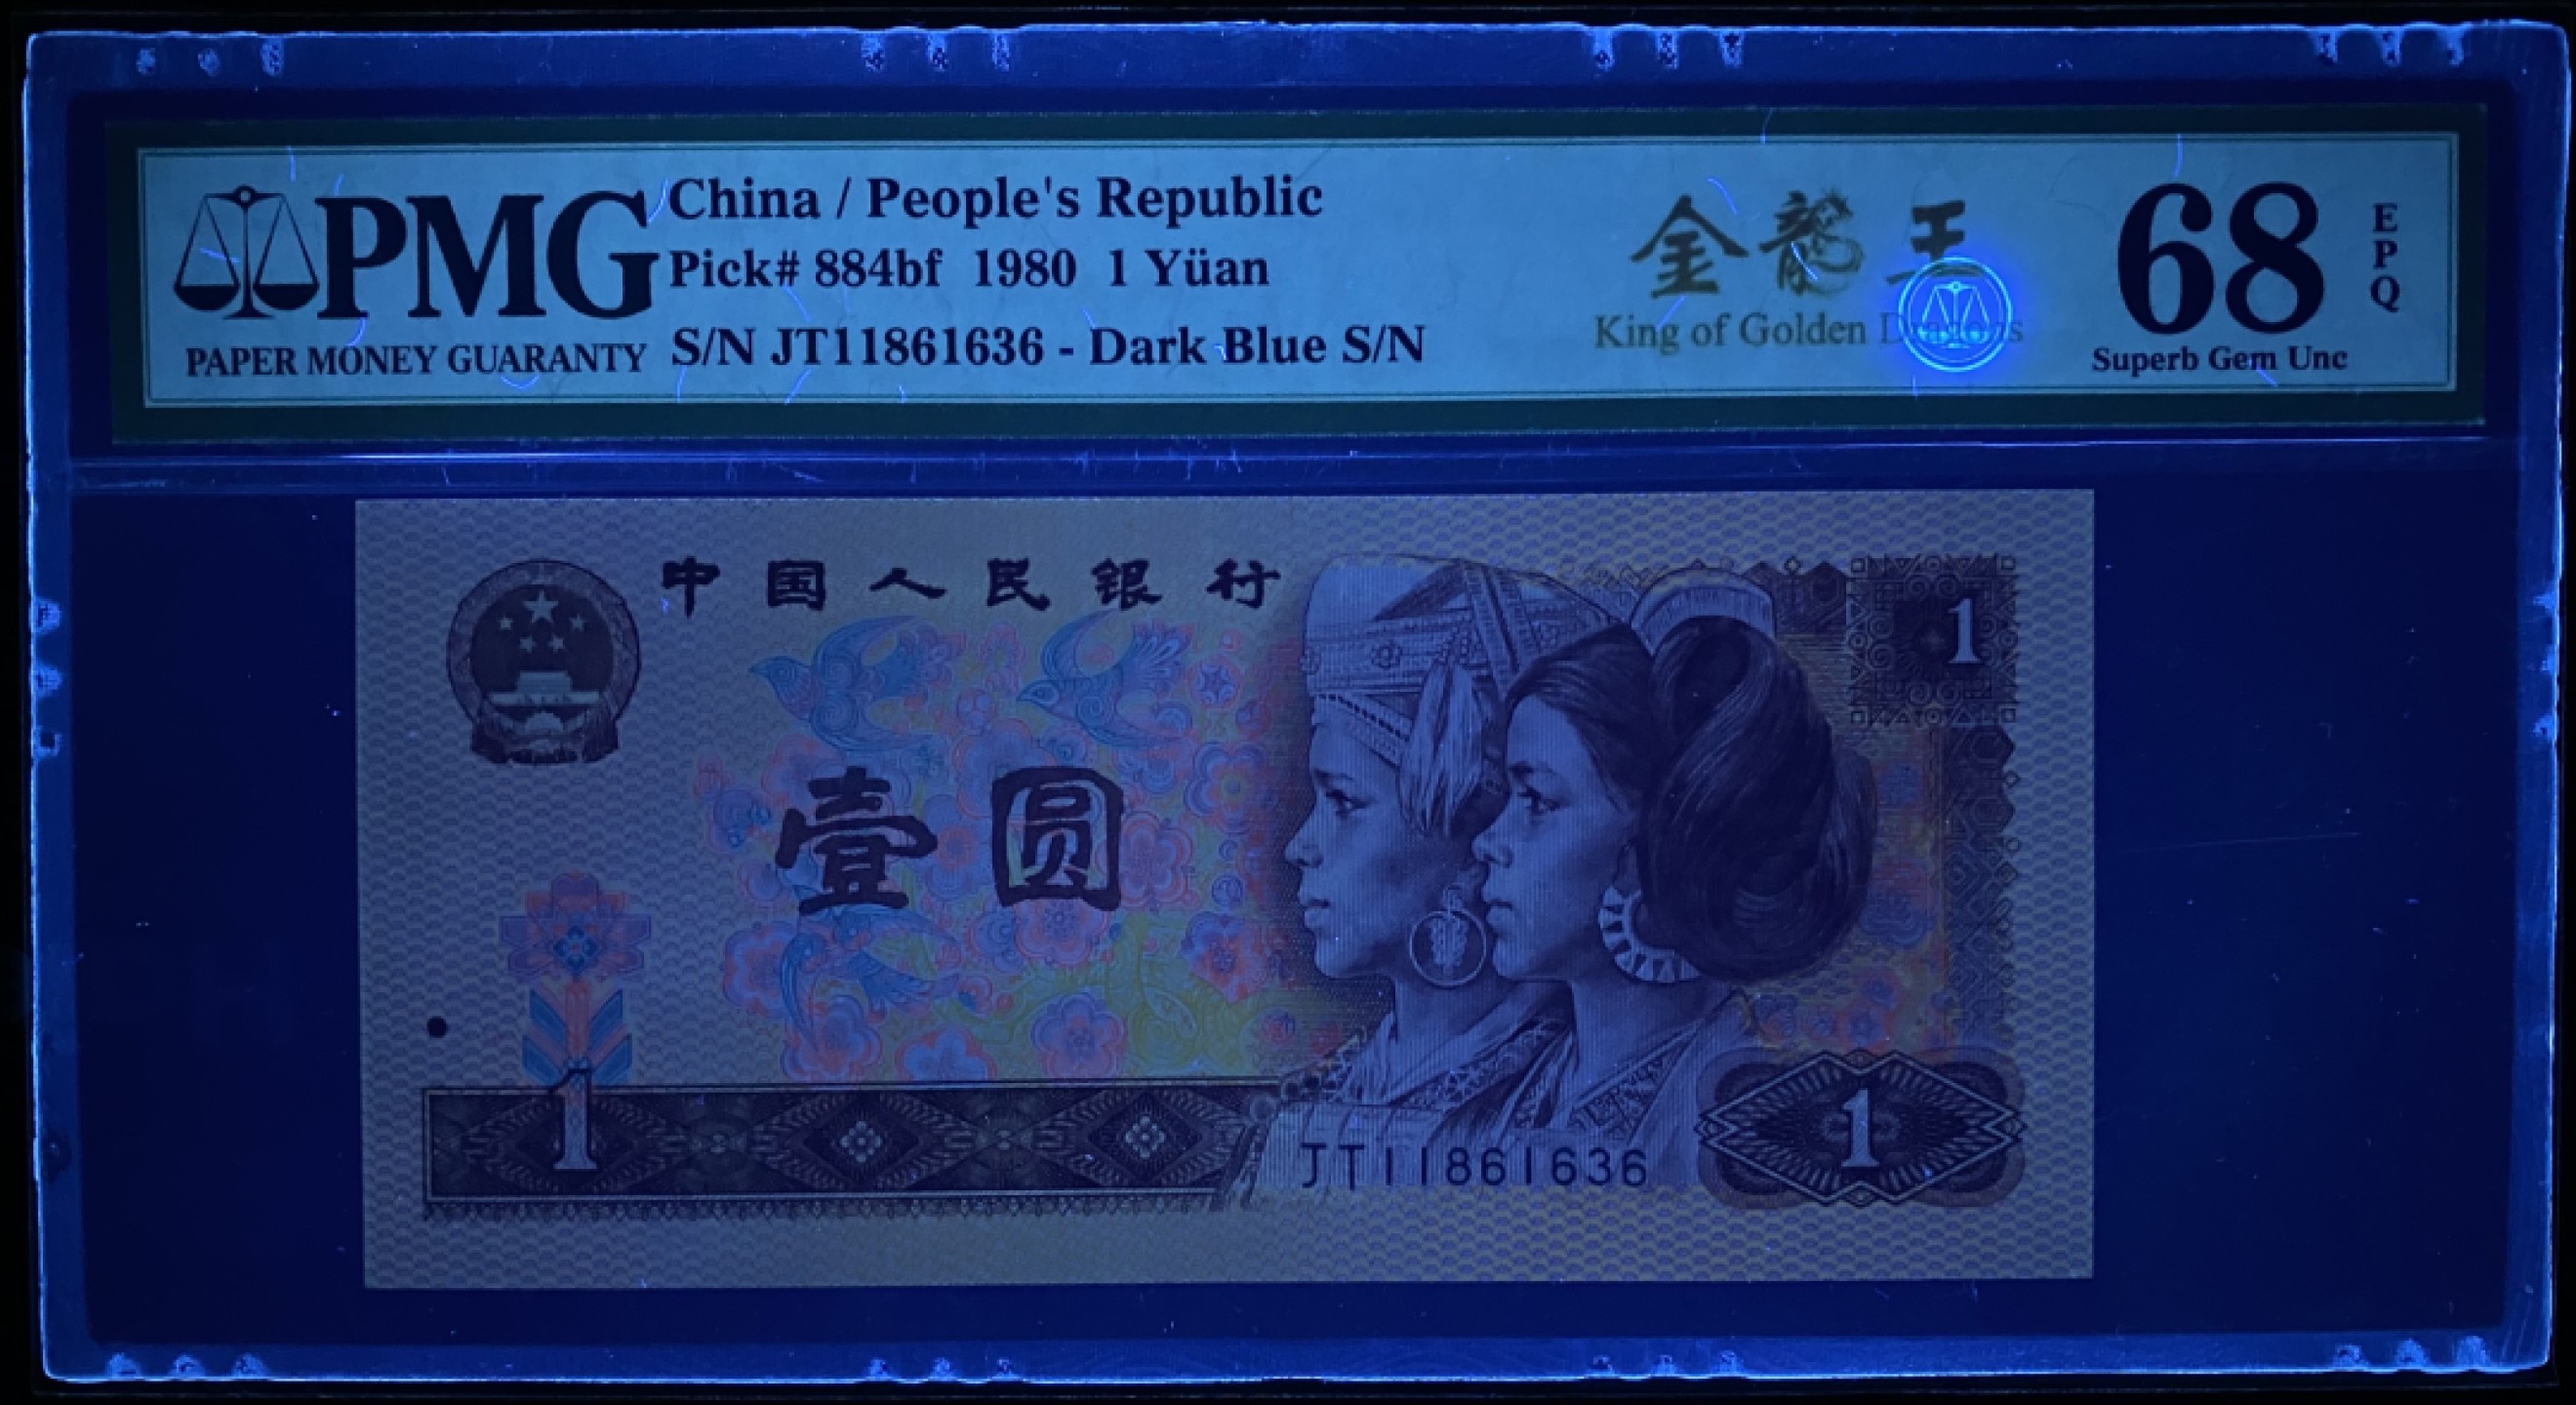 PMG
PAPER MONEY GUARANTY
China / People's Republic
Pick# 884bf 1980 1 Yüan
S/N JT11861636 - Dark Blue S/N
金龍王
King of Golden Dragons
68
EPQ
Superb Gem Unc
中国人民银行
1
壹圆
1
JT11861636
1